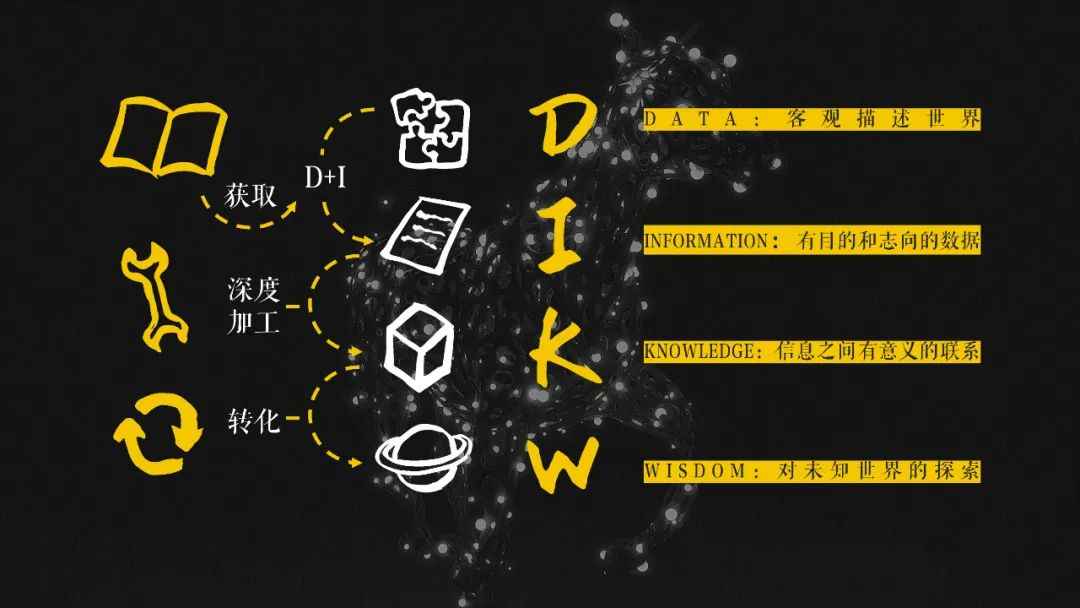 获取
D+I
深度
加工
转化
D
I
K
W
DATA：客观描述世界
INFORMATION：有目的和志向的数据
KNOWLEDGE：信息之间有意义的联系
WISDOM：对未知世界的探索